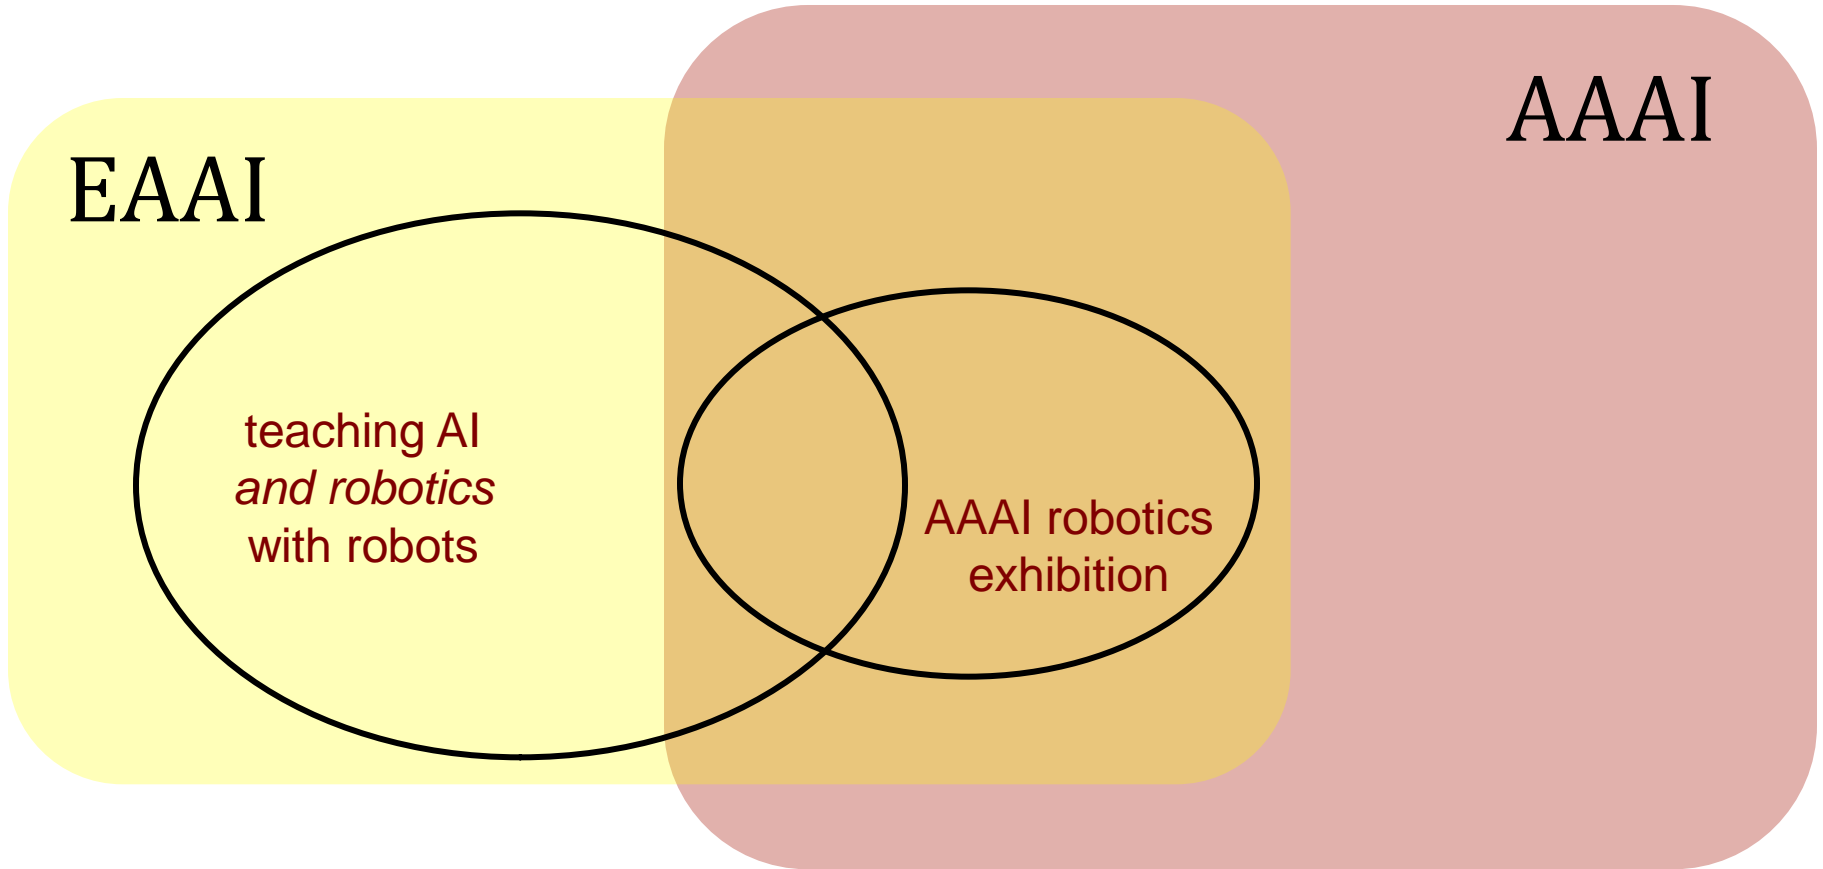 AAAI
EAAI
teaching AI
and robotics
with robots
AAAI robotics
exhibition